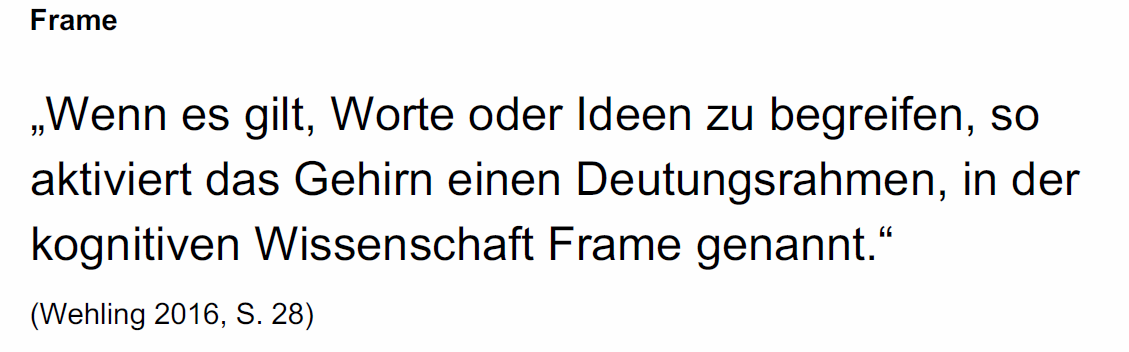 Frame
„Wenn es gilt, Worte oder Ideen zu begreifen, so
aktiviert das Gehirn einen Deutungsrahmen, in der
kognitiven Wissenschaft Frame genannt.“
(Wehling 2016, S. 28)